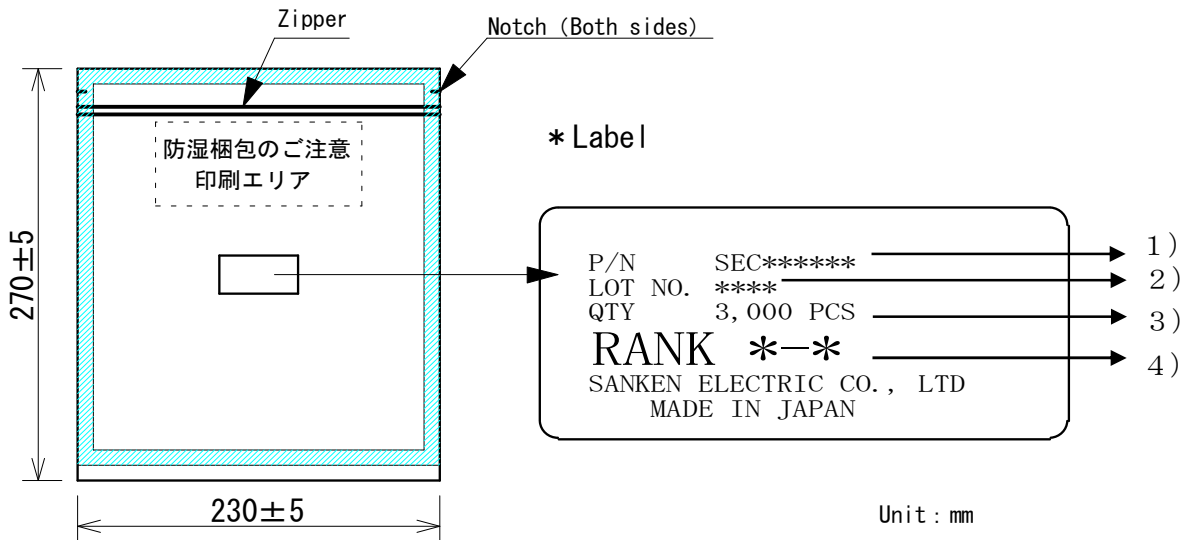 Zipper
Notch (Both sides)
防湿梱包のご注意
印刷エリア
270±5
230±5
*Label
P/N SEC****** 1)
LOT NO. **** 2)
QTY 3,000 PCS 3)
RANK *-* 4)
SANKEN ELECTRIC CO., LTD
MADE IN JAPAN
Unit : mm